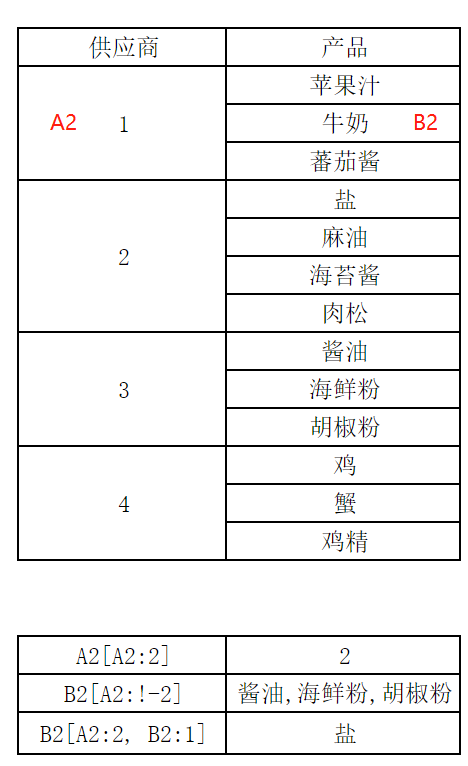 供应商 产品
苹果汁
A2 1 牛奶 B2
蕃茄酱
盐
麻油
2
海苔酱
肉松
酱油
3 海鲜粉
胡椒粉
鸡
4 蟹
鸡精
A2[A2:2] 2
B2[A2:!-2] 酱油,海鲜粉,胡椒粉
B2[A2:2, B2:1] 盐